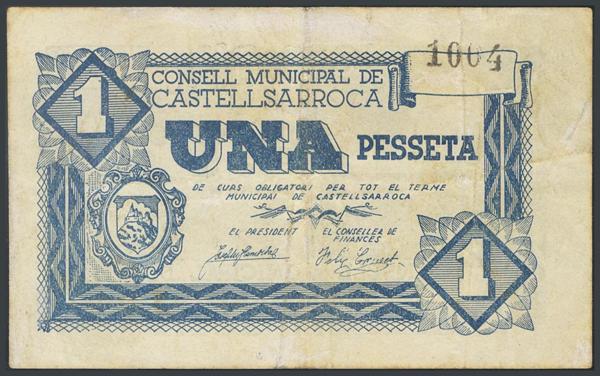 1004
1
CONSELL MUNICIPAL DE
CASTELLSARROCA
UNA PESSETA
DE CURS OBLIGATORI PER TOT EL TERME
MUNICIPAL DE CASTELLSARROCA
EL PRESIDENT EL CONSELLER DE
FINANCES
1